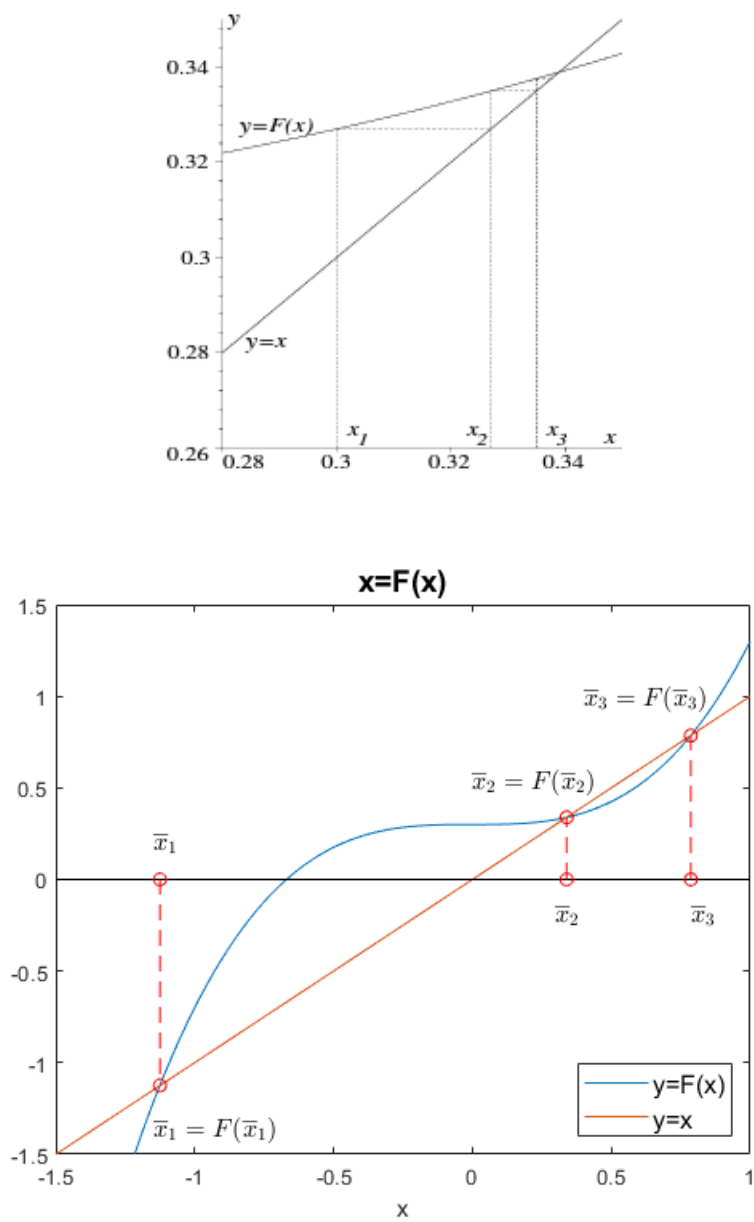 y
0.34
y=F(x)
0.32
0.3
0.28
y=x
x₁ x₂ x₃ x
0.26
0.28 0.3 0.32 0.34
x=F(x)
1.5
x̅₃ = F(x̅₃)
1
x̅₂ = F(x̅₂)
0.5
x̅₁
0
x̅₂ x̅₃
-0.5
-1
y=F(x)
x̅₁ = F(x̅₁)
y=x
-1.5
-1.5 -1 -0.5 0 0.5 1
x